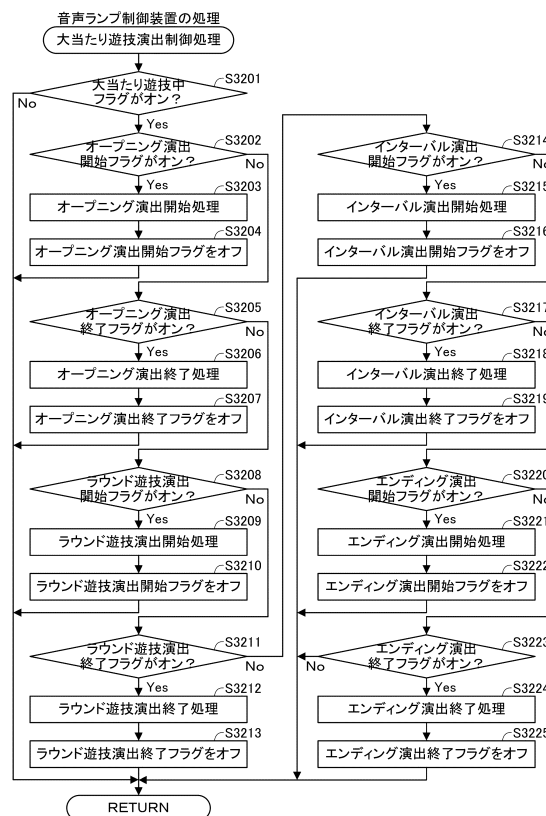 音声ランプ制御装置の処理
大当たり遊技演出制御処理
大当たり遊技中
フラグがオン？
S3201
No
Yes
オープニング演出
開始フラグがオン？
S3202
No
Yes
オープニング演出開始処理
S3203
オープニング演出開始フラグをオフ
S3204
オープニング演出
終了フラグがオン？
S3205
No
Yes
オープニング演出終了処理
S3206
オープニング演出終了フラグをオフ
S3207
ラウンド遊技演出
開始フラグがオン？
S3208
No
Yes
ラウンド遊技演出開始処理
S3209
ラウンド遊技演出開始フラグをオフ
S3210
ラウンド遊技演出
終了フラグがオン？
S3211
No
Yes
ラウンド遊技演出終了処理
S3212
ラウンド遊技演出終了フラグをオフ
S3213
RETURN
インターバル演出
開始フラグがオン？
S3214
No
Yes
インターバル演出開始処理
S3215
インターバル演出開始フラグをオフ
S3216
インターバル演出
終了フラグがオン？
S3217
No
Yes
インターバル演出終了処理
S3218
インターバル演出終了フラグをオフ
S3219
エンディング演出
開始フラグがオン？
S3220
No
Yes
エンディング演出開始処理
S3221
エンディング演出開始フラグをオフ
S3222
エンディング演出
終了フラグがオン？
S3223
No
Yes
エンディング演出終了処理
S3224
エンディング演出終了フラグをオフ
S3225